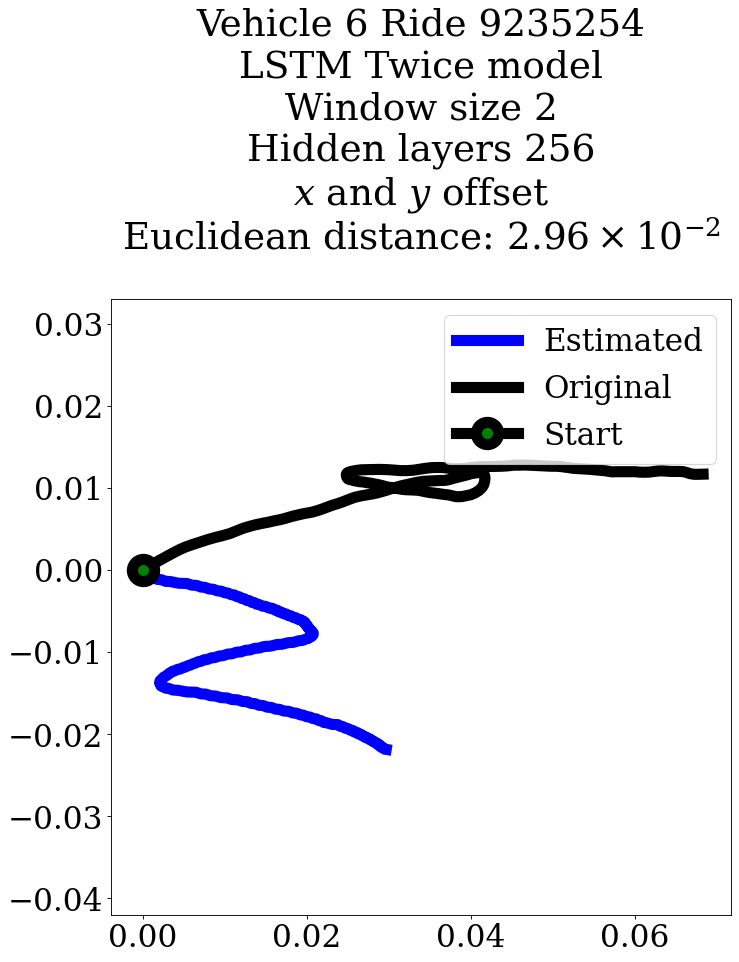 Vehicle 6 Ride 9235254
LSTM Twice model
Window size 2
Hidden layers 256
x and y offset
Euclidean distance: 2.96 × 10⁻²
Estimated
Original
Start
0.03
0.02
0.01
0.00
−0.01
−0.02
−0.03
−0.04
0.00 0.02 0.04 0.06